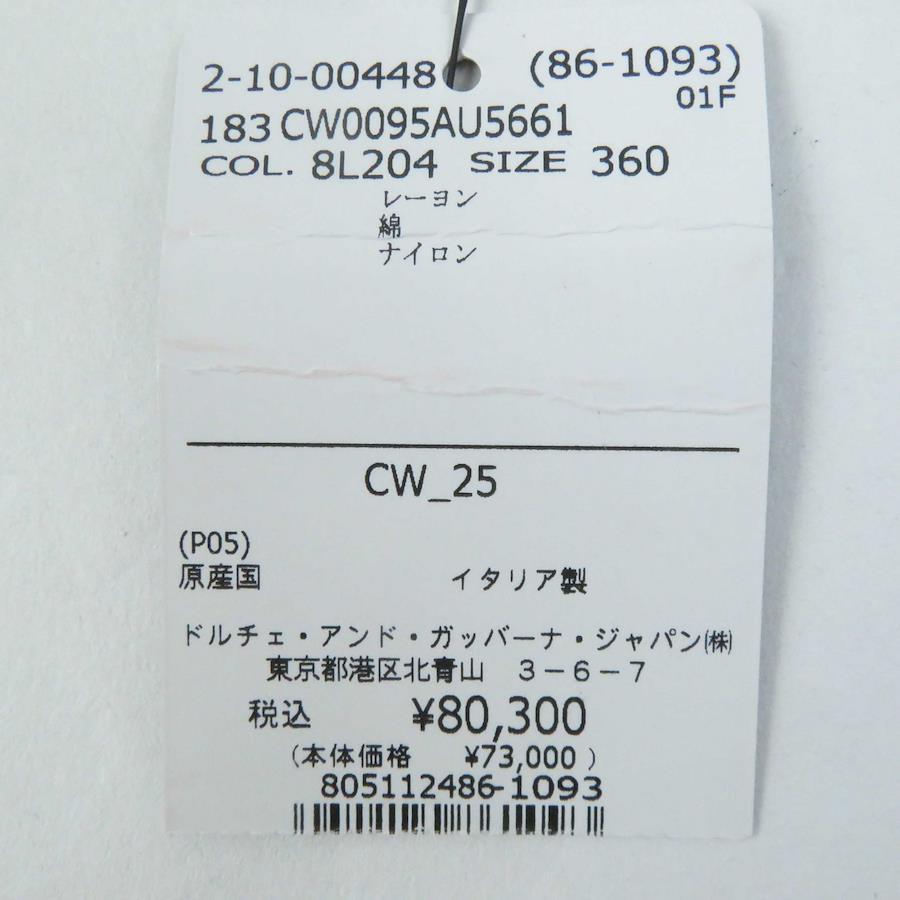 2-10-00448 (86-1093)
01F
183 CW0095AU5661
COL. 8L204 SIZE 360
レーヨン
綿
ナイロン
CW_25
(P05)
原産国 イタリア製
ドルチェ・アンド・ガッバーナ・ジャパン㈱
東京都港区北青山 3-6-7
税込 ¥80,300
(本体価格 ¥73,000 )
805112486-1093